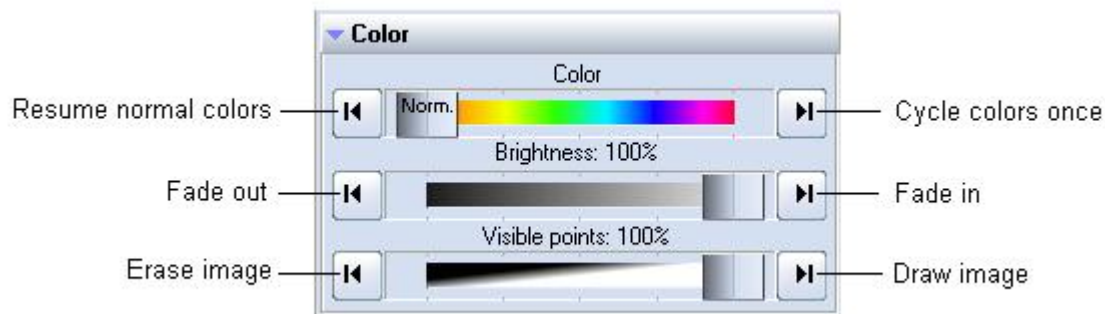 Color
Color
Resume normal colors
Norm.
Cycle colors once
Brightness: 100%
Fade out
Fade in
Visible points: 100%
Erase image
Draw image